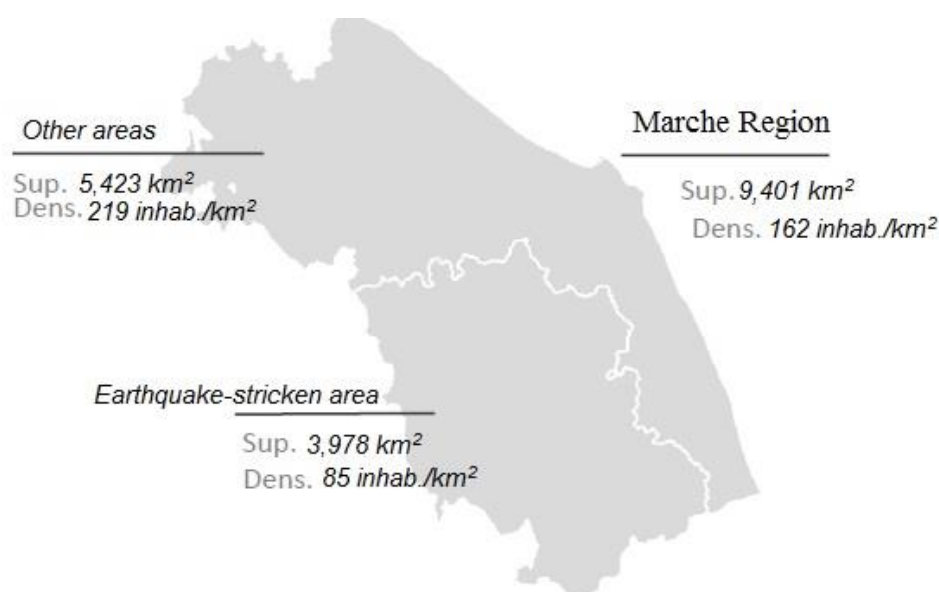 Other areas
Sup. 5,423 km²
Dens. 219 inhab./km²
Marche Region
Sup. 9,401 km²
Dens. 162 inhab./km²
Earthquake-stricken area
Sup. 3,978 km²
Dens. 85 inhab./km²